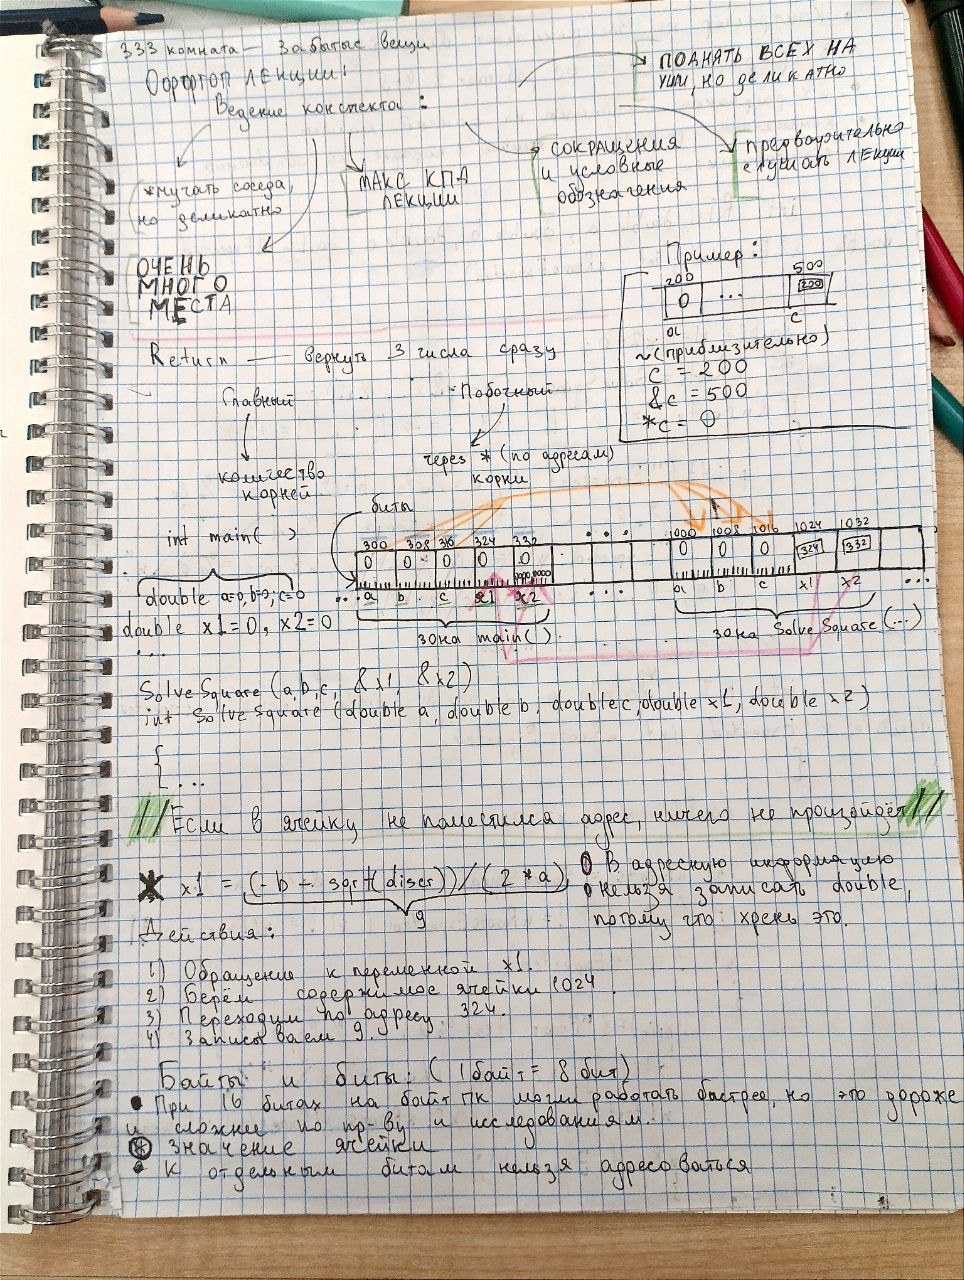 333 комната — забытые вещи
Оффтоп лекции!
Ведение конспекта:
ПОДНЯТЬ ВСЕХ НА
УШИ, НО ДЕЛИКАТНО
*мучать соседа,
но деликатно
МАКС КПД
ЛЕКЦИИ
СОКРАЩЕНИЯ
и условные
обозначения
предварительно
слушать лекции
ОЧЕНЬ
МНОГО
МЕСТА
Пример:
200 500
0 ... 200
a c
~(приблизительно)
c = 200
&c = 500
*c = 0
Return — вернуть 3 числа сразу
Главный
Побочный
количество
корней
через * (по адресам)
корни
биты
int main( )
300 308 316 324 332
0 0 0 0 0
a b c x1 x2
зона main( )
1000 1008 1016 1024 1032
0 0 0 324 332
a b c x1 x2
зона SolveSquare(...)
double a=0, b=0; c=0
double x1=0, x2=0
...
SolveSquare(a, b, c, &x1, &x2)
int SolveSquare (double a, double b, double c, double x1, double x2)
{
...
// Если в ячейку не поместился адрес, ничего не произойдёт //
* x1 = (-b - sqrt(discr))/(2 * a)
9
В адресную информацию
нельзя записать double,
потому что хрень это.
Действия:
1) Обращение к переменной x1.
2) Берём содержимое ячейки 1024.
3) Переходим по адресу 324.
4) Записываем 9.
Байты и биты: (1 байт = 8 бит)
• При 16 битах на байт ПК могли работать быстрее, но это дороже
и сложни по пр-ву и исследованиям.
* значение ячейки
• К отдельным битам нельзя адресоваться